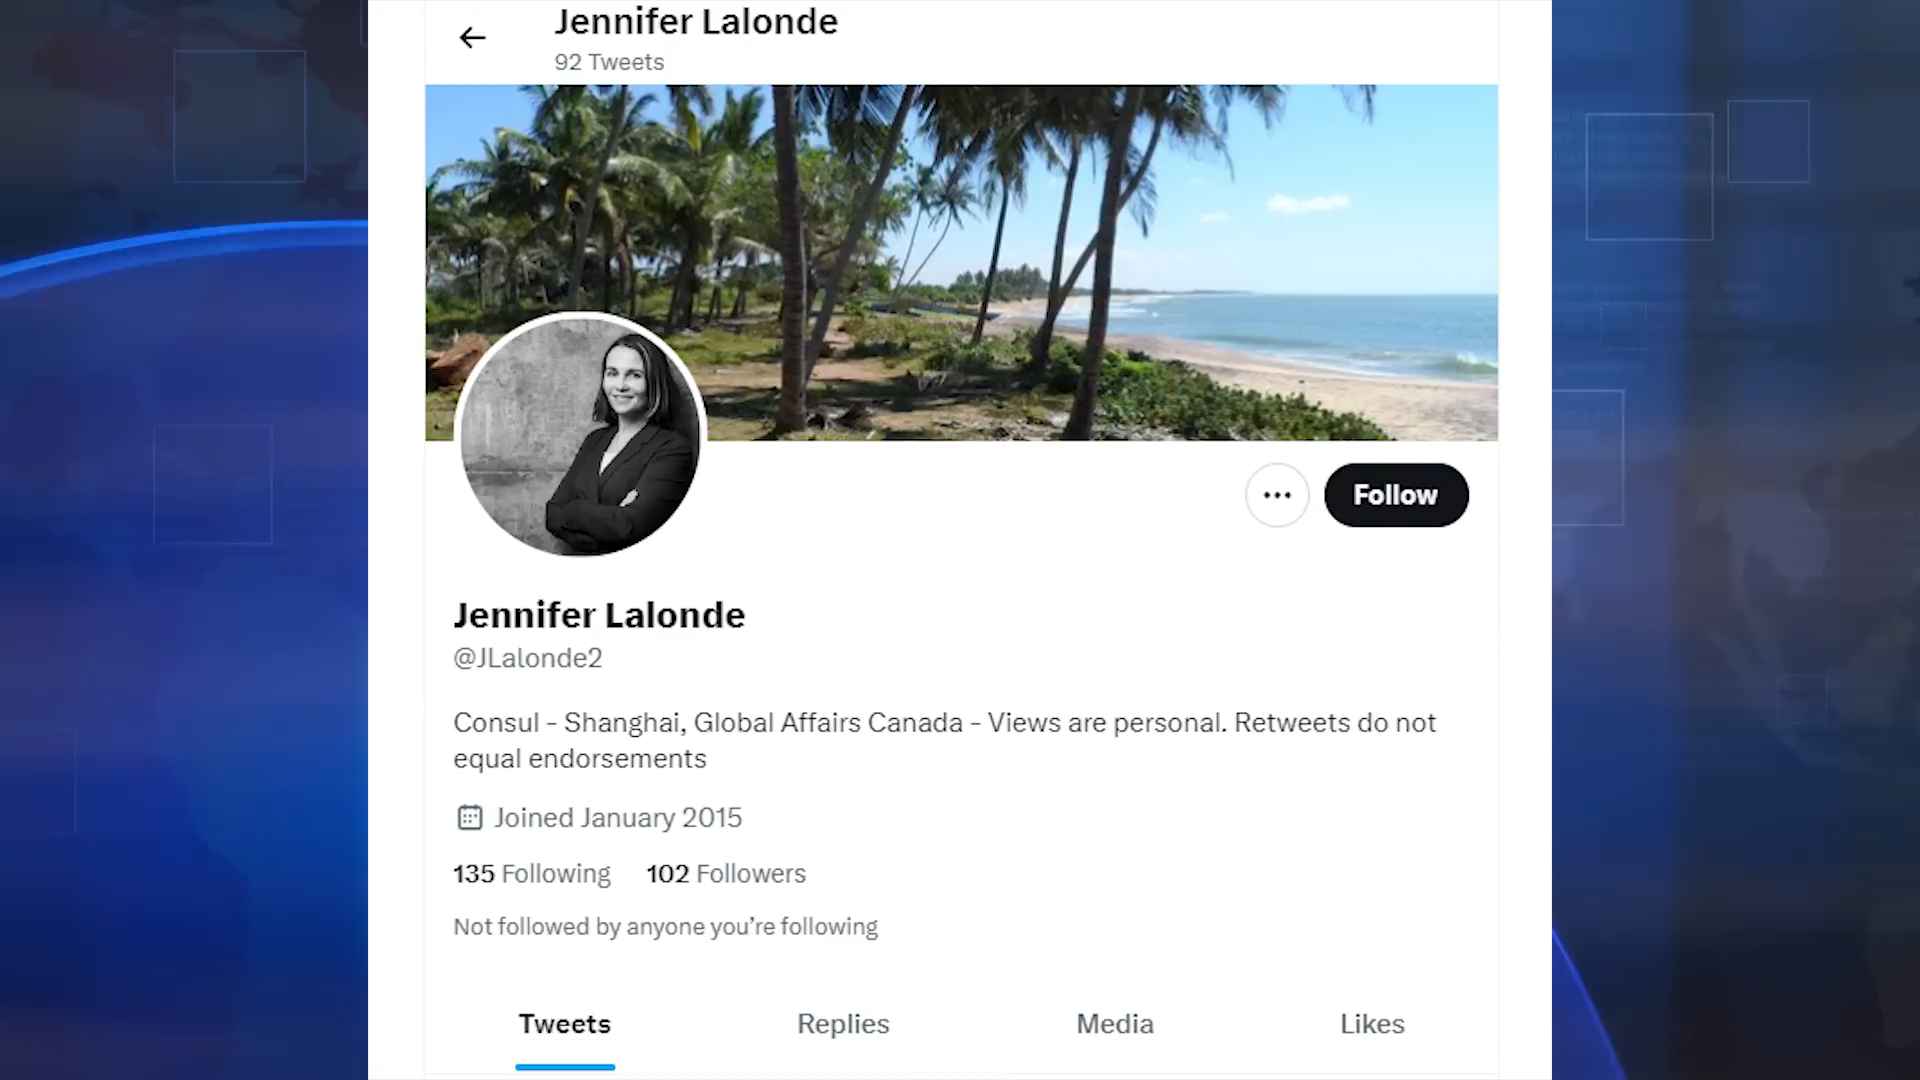 Jennifer Lalonde
92 Tweets
Follow
Jennifer Lalonde
@JLalonde2
Consul - Shanghai, Global Affairs Canada - Views are personal. Retweets do not
equal endorsements
Joined January 2015
135 Following 102 Followers
Not followed by anyone you’re following
Tweets Replies Media Likes